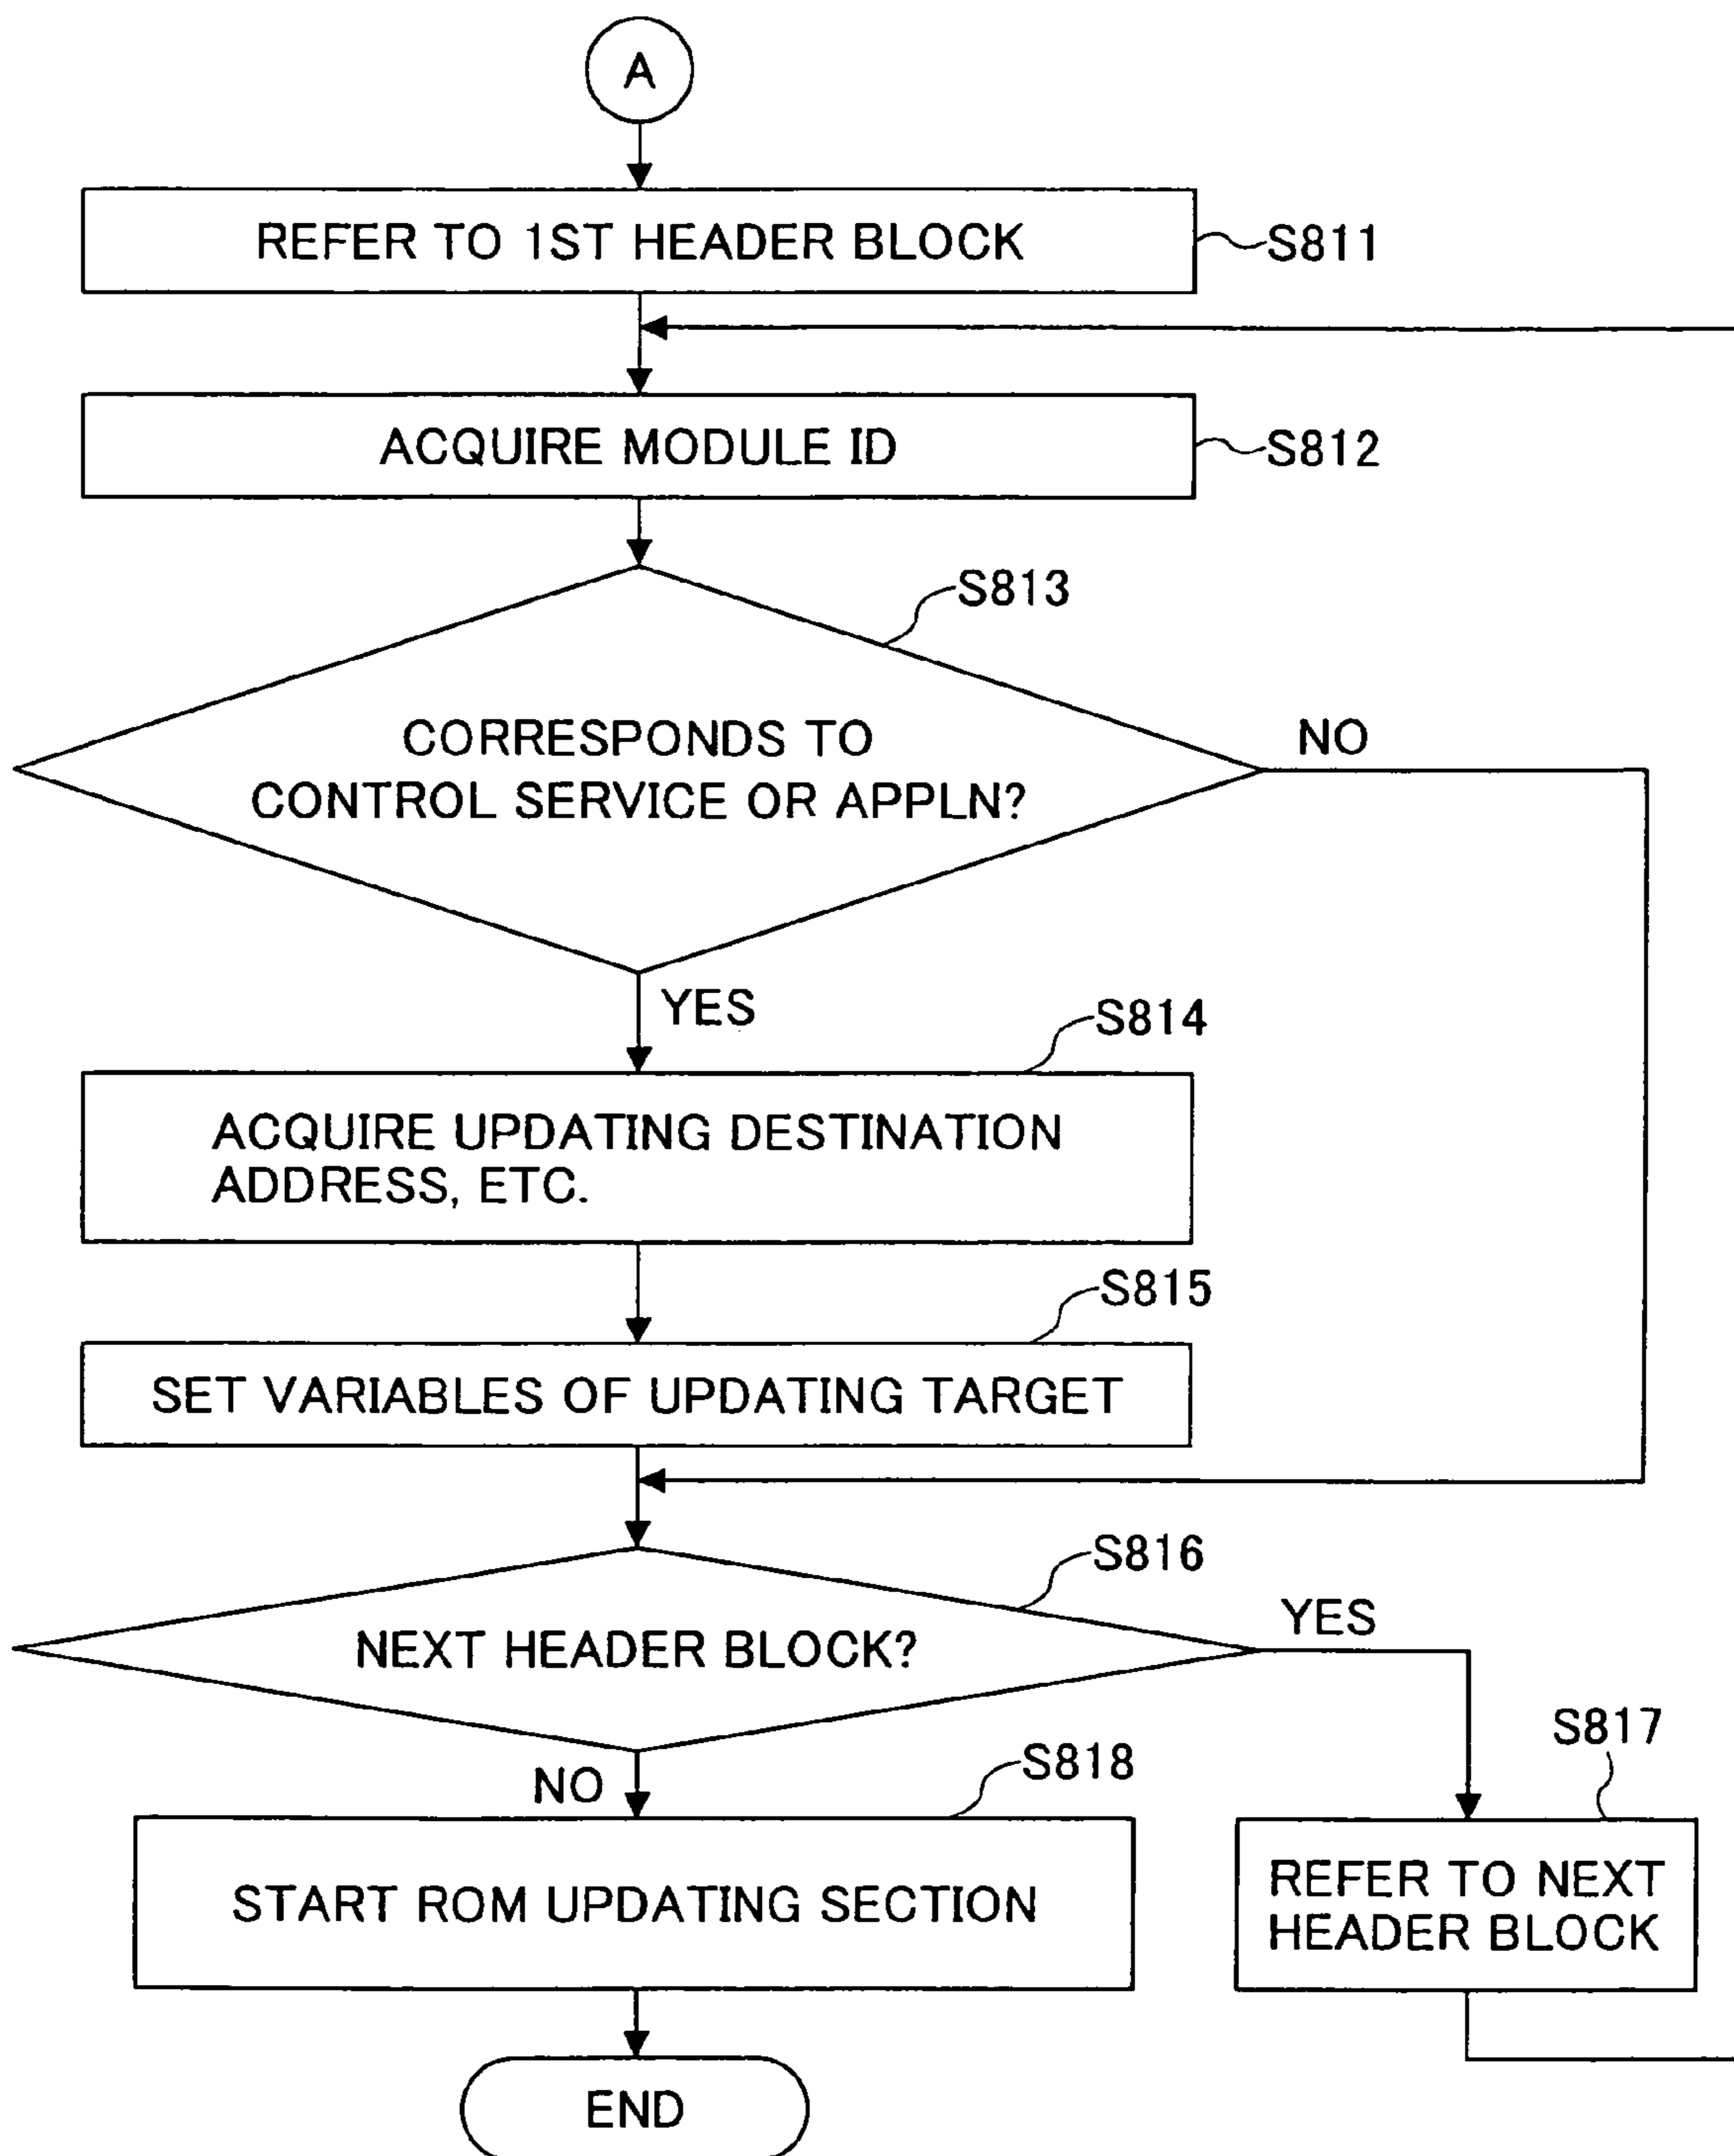 A
REFER TO 1ST HEADER BLOCK
S811
ACQUIRE MODULE ID
S812
S813
CORRESPONDS TO
CONTROL SERVICE OR APPLN?
NO
YES
S814
ACQUIRE UPDATING DESTINATION
ADDRESS, ETC.
S815
SET VARIABLES OF UPDATING TARGET
S816
NEXT HEADER BLOCK?
YES
S817
NO
S818
START ROM UPDATING SECTION
REFER TO NEXT
HEADER BLOCK
END